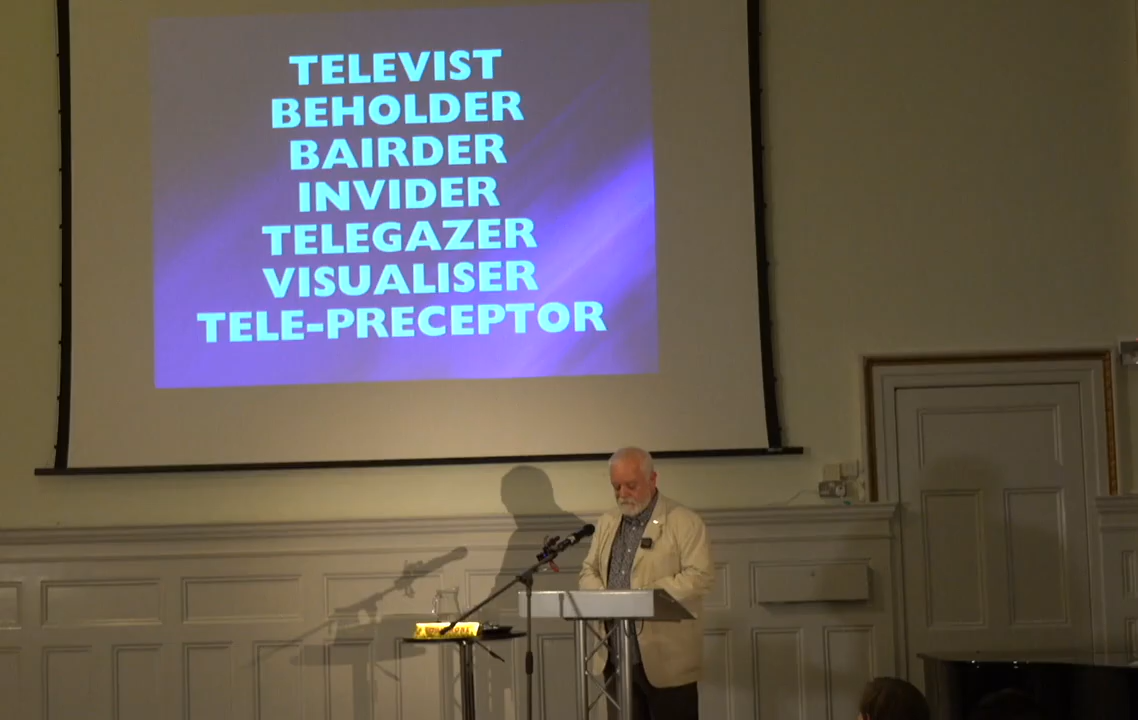 TELEVIST
BEHOLDER
BAIRDER
INVIDER
TELEGAZER
VISUALISER
TELE-PRECEPTOR